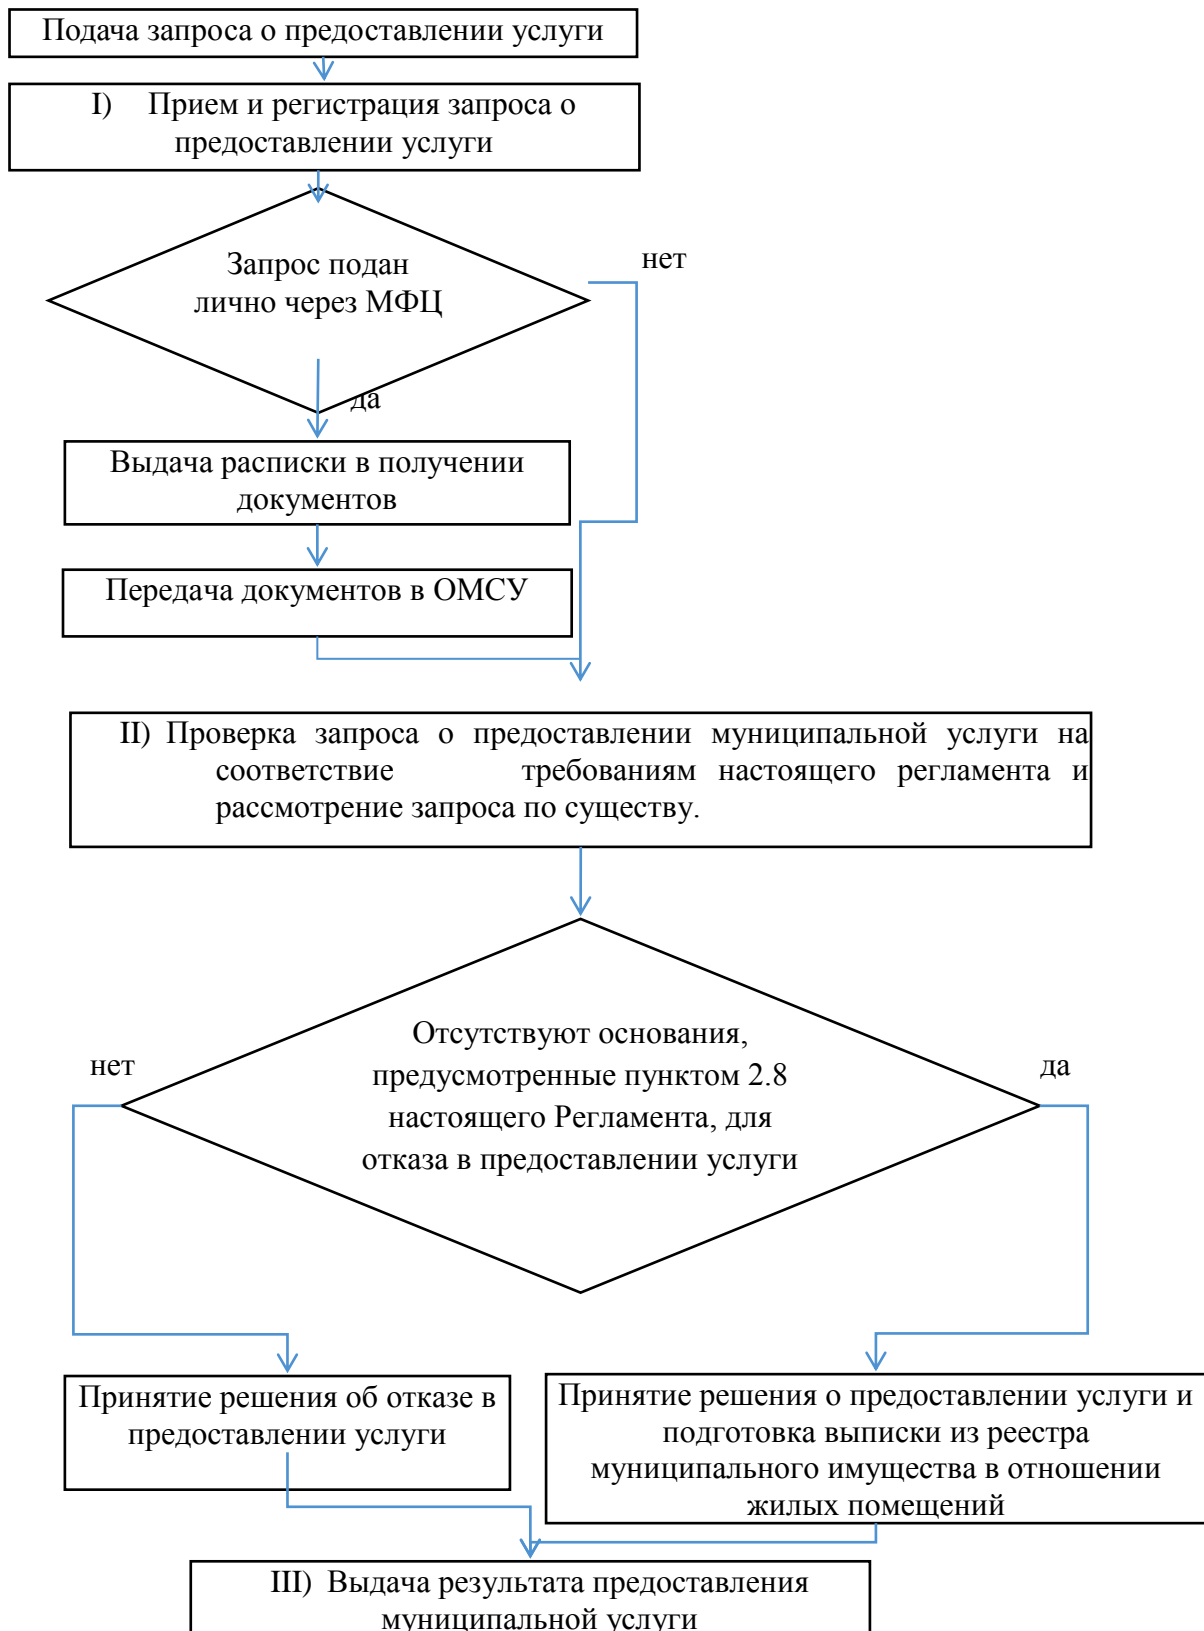 Подача запроса о предоставлении услуги
I) Прием и регистрация запроса о
предоставлении услуги
Запрос подан
лично через МФЦ
нет
да
Выдача расписки в получении
документов
Передача документов в ОМСУ
II) Проверка запроса о предоставлении муниципальной услуги на
соответствие требованиям настоящего регламента и
рассмотрение запроса по существу.
Отсутствуют основания,
предусмотренные пунктом 2.8
настоящего Регламента, для
отказа в предоставлении услуги
нет
да
Принятие решения об отказе в
предоставлении услуги
Принятие решения о предоставлении услуги и
подготовка выписки из реестра
муниципального имущества в отношении
жилых помещений
III) Выдача результата предоставления
муниципальной услуги